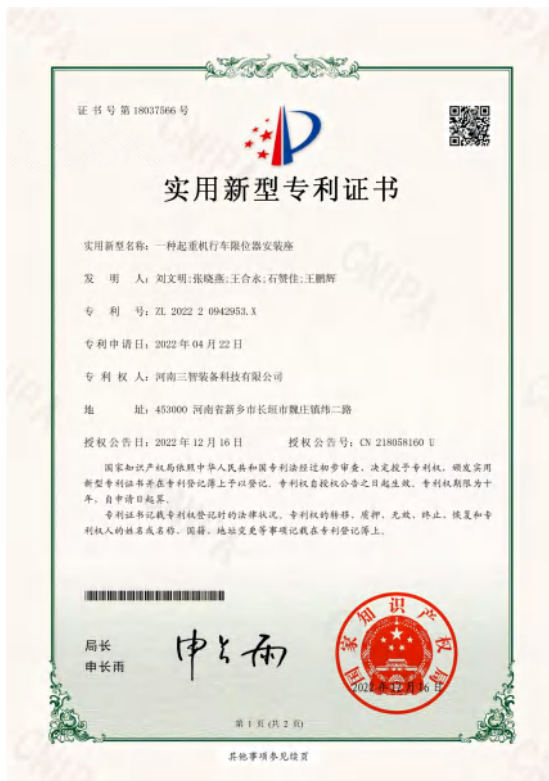 证书号第18037566号
实用新型专利证书
实用新型名称：一种起重机行车限位器安装座
发 明 人：刘文明;张晓燕;王合永;石赞佳;王鹏辉
专 利 号：ZL 2022 2 0942953.X
专利申请日：2022年04月22日
专 利 权 人：河南三智装备科技有限公司
地 址：453000 河南省新乡市长垣市魏庄镇纬二路
授权公告日：2022年12月16日 授权公告号：CN 218058160 U
国家知识产权局依照中华人民共和国专利法经过初步审查，决定授予专利权，颁发实用
新型专利证书并在专利登记簿上予以登记。专利权自授权公告之日起生效。专利权期限为十
年，自申请日起算。
专利证书记载专利权登记时的法律状况。专利权的转移、质押、无效、终止、恢复和专
利权人的姓名或名称、国籍、地址变更等事项记载在专利登记簿上。
局长
申长雨
申长雨
国家知识产权局
2022年12月16日
第 1 页 (共 2 页)
其他事项参见续页
CNIPA